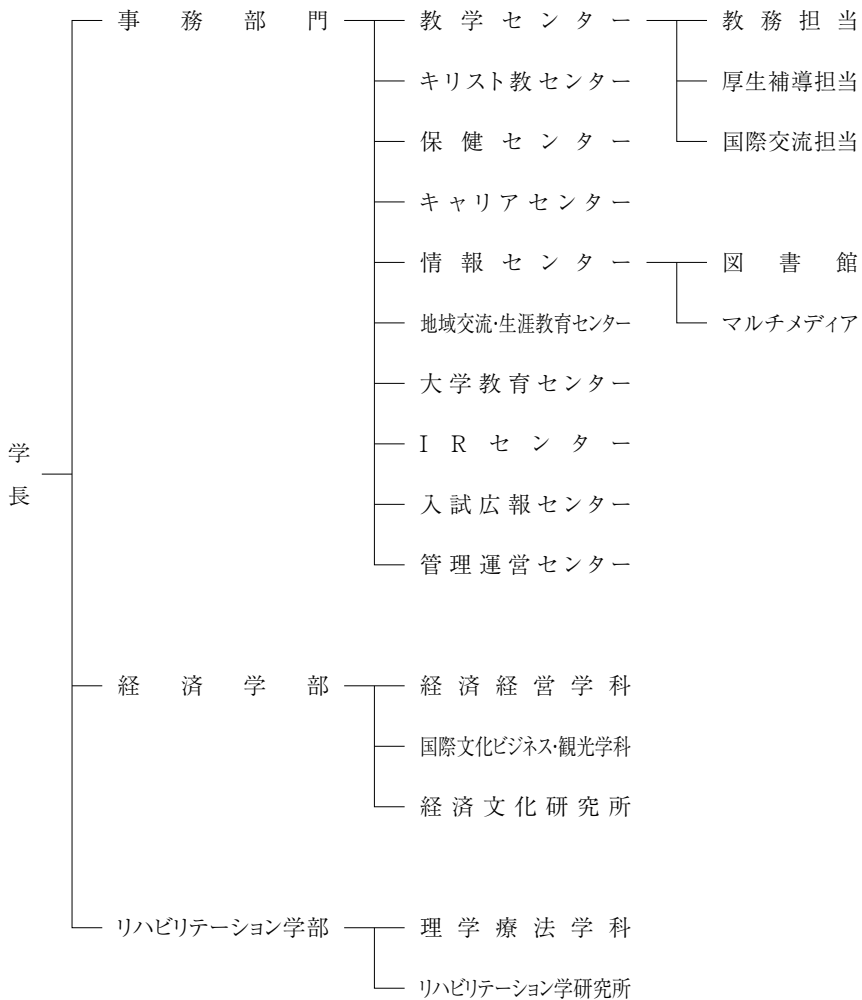 事務部門 教学センター 教務担当
キリスト教センター 厚生補導担当
保健センター 国際交流担当
キャリアセンター
情報センター 図書館
地域交流・生涯教育センター マルチメディア
大学教育センター
学長
IRセンター
入試広報センター
管理運営センター
経済学部 経済経営学科
国際文化ビジネス・観光学科
経済文化研究所
リハビリテーション学部 理学療法学科
リハビリテーション学研究所